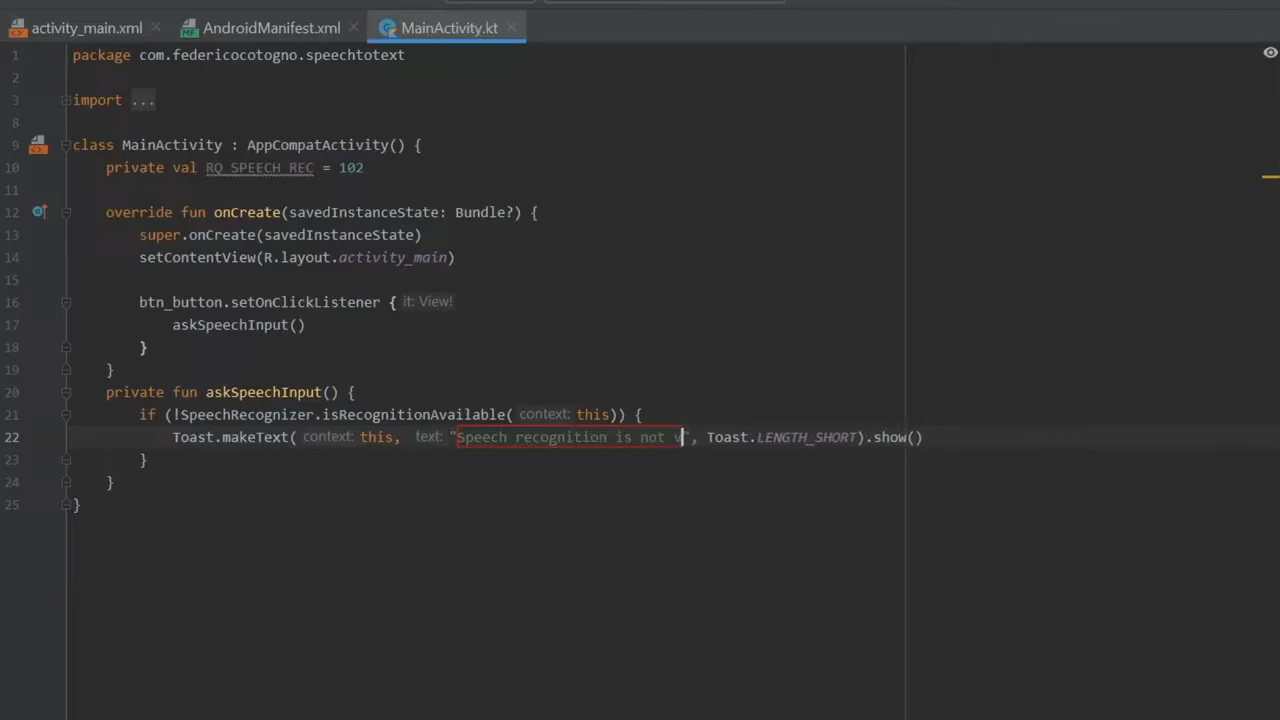 activity_main.xml AndroidManifest.xml MainActivity.kt
1 package com.federicocotogno.speechtotext
2
3 import ...
8
9 class MainActivity : AppCompatActivity() {
10 private val RQ_SPEECH_REC = 102
11
12 override fun onCreate(savedInstanceState: Bundle?) {
13 super.onCreate(savedInstanceState)
14 setContentView(R.layout.activity_main)
15
16 btn_button.setOnClickListener { it: View!
17 askSpeechInput()
18 }
19 }
20 private fun askSpeechInput() {
21 if (!SpeechRecognizer.isRecognitionAvailable( context: this)) {
22 Toast.makeText( context: this, text: "Speech recognition is not v", Toast.LENGTH_SHORT).show()
23 }
24 }
25 }